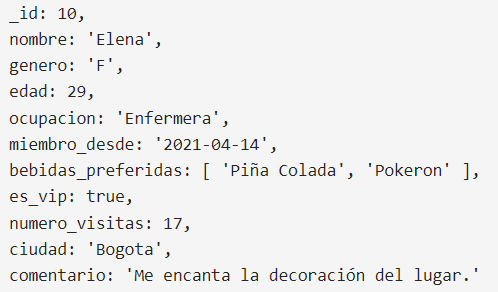 _id: 10,
nombre: 'Elena',
genero: 'F',
edad: 29,
ocupacion: 'Enfermera',
miembro_desde: '2021-04-14',
bebidas_preferidas: [ 'Piña Colada', 'Pokeron' ],
es_vip: true,
numero_visitas: 17,
ciudad: 'Bogota',
comentario: 'Me encanta la decoración del lugar.'